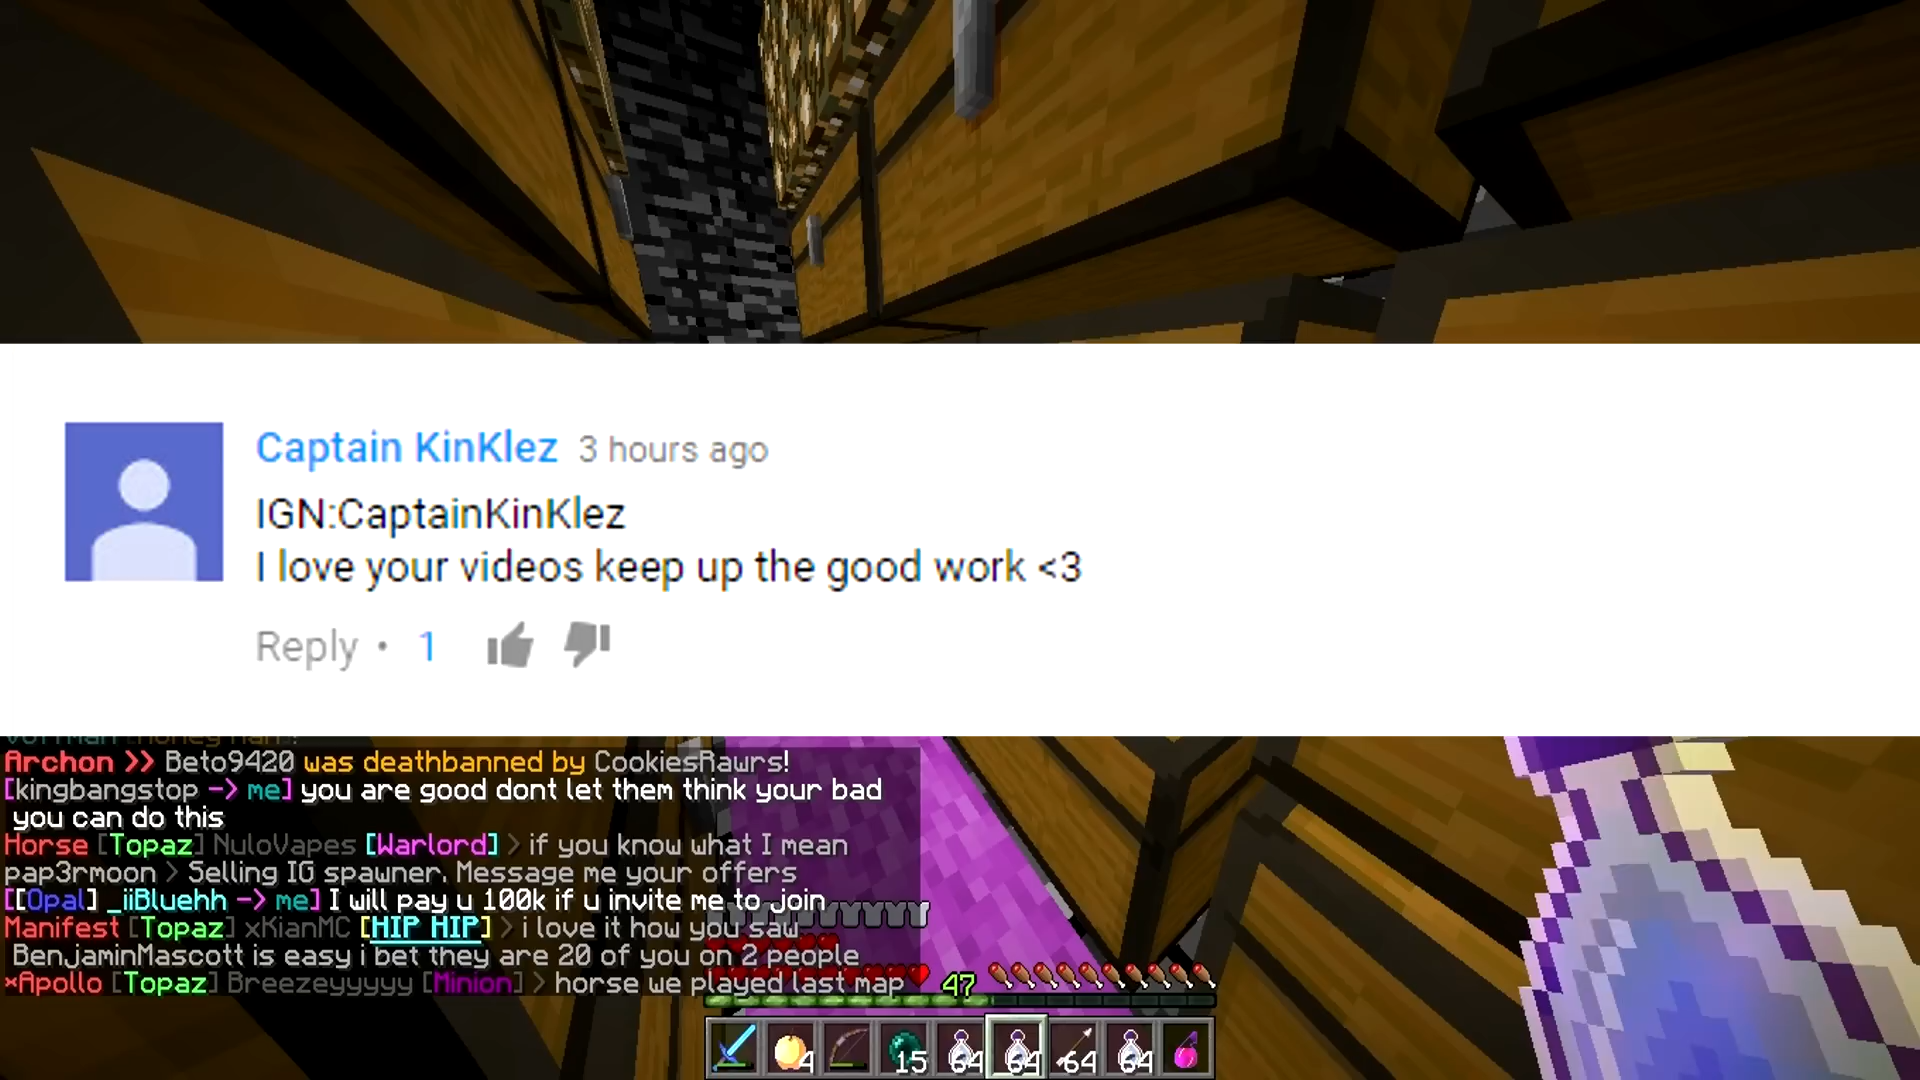 Captain KinKlez 3 hours ago
IGN:CaptainKinKlez
I love your videos keep up the good work <3
Reply • 1
Archon >> Beto9420 was deathbanned by CookiesRawrs!
[kingbangstop -> me] you are good dont let them think your bad
you can do this
Horse [Topaz] NuloVapes [Warlord] > if you know what I mean
pap3rmoon > Selling IG spawner. Message me your offers
[[Opal] _iiBluehh -> me] I will pay u 100k if u invite me to join
Manifest [Topaz] xKianMC [HIP HIP] > i love it how you saw
BenjaminMascott is easy i bet they are 20 of you on 2 people
*Apollo [Topaz] Breezeyyyyy [Minion] > horse we played last map
47
4 15 64 64 64 64